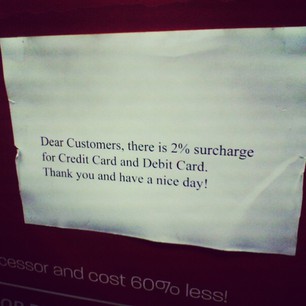 Dear Customers, there is 2% surcharge
for Credit Card and Debit Card.
Thank you and have a nice day!
cessor and cost 60% less!